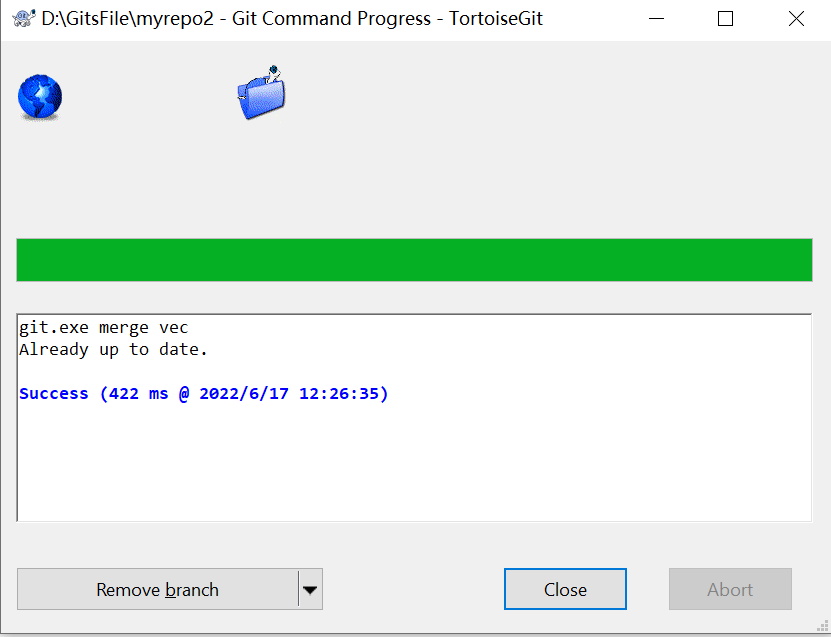 D:\GitsFile\myrepo2 - Git Command Progress - TortoiseGit
git.exe merge vec
Already up to date.
Success (422 ms @ 2022/6/17 12:26:35)
Remove branch
Close
Abort